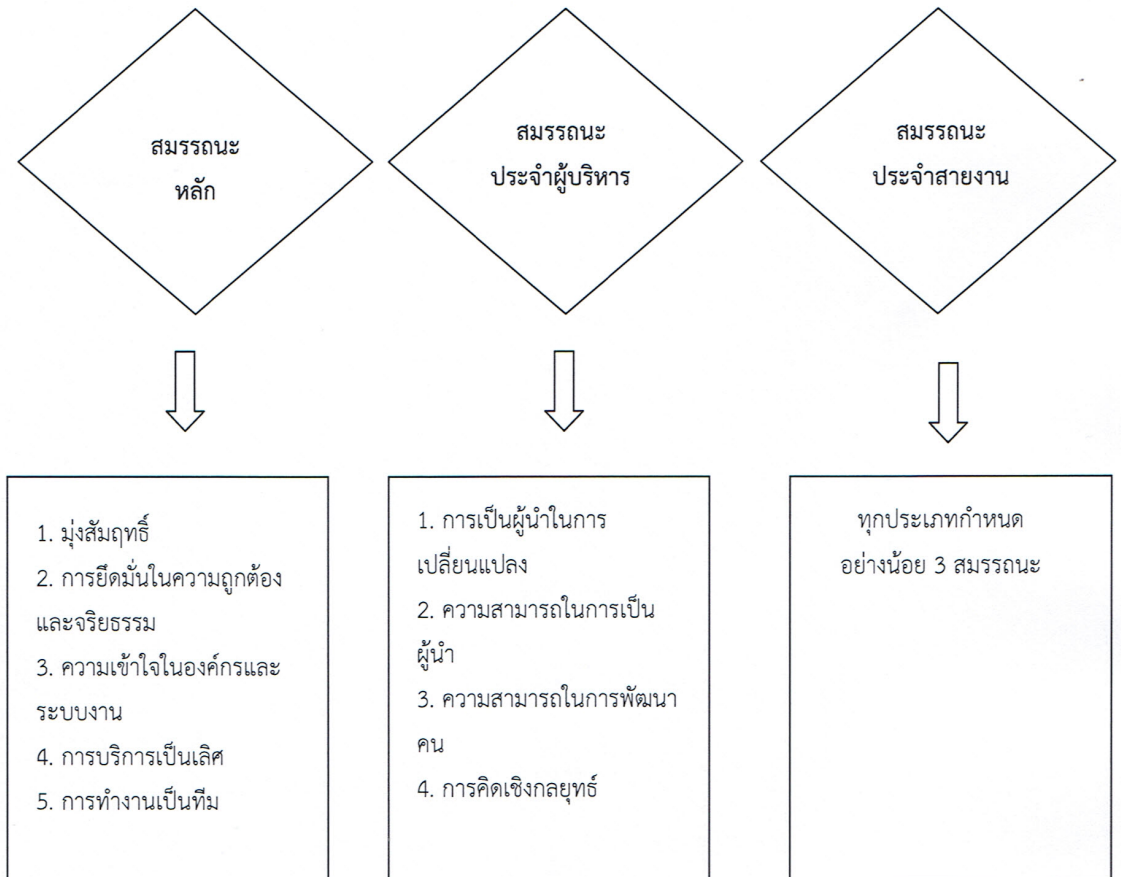 สมรรถนะ
หลัก
สมรรถนะ
ประจำผู้บริหาร
สมรรถนะ
ประจำสายงาน
1. มุ่งสัมฤทธิ์
2. การยึดมั่นในความถูกต้อง
และจริยธรรม
3. ความเข้าใจในองค์กรและ
ระบบงาน
4. การบริการเป็นเลิศ
5. การทำงานเป็นทีม
1. การเป็นผู้นำในการ
เปลี่ยนแปลง
2. ความสามารถในการเป็น
ผู้นำ
3. ความสามารถในการพัฒนา
คน
4. การคิดเชิงกลยุทธ์
ทุกประเภทกำหนด
อย่างน้อย 3 สมรรถนะ